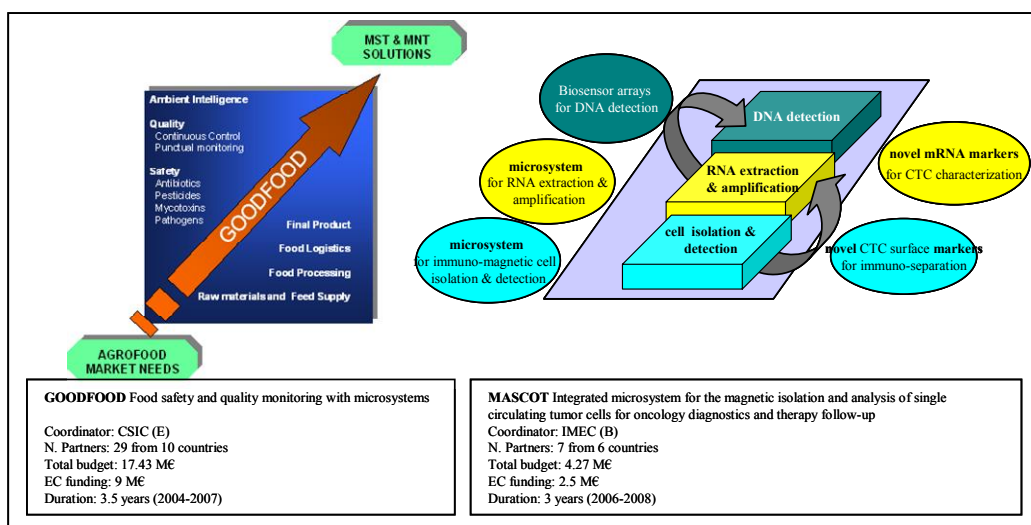 MST & MNT
SOLUTIONS
Ambient Intelligence
Quality
Continuous Control
Punctual monitoring
Safety
Antibiotics
Pesticides
Mycotoxins
Pathogens
GOODFOOD
Final Product
Food Logistics
Food Processing
Raw materials and Feed Supply
AGROFOOD
MARKET NEEDS
Biosensor arrays
for DNA detection
DNA detection
microsystem
for RNA extraction &
amplification
RNA extraction
& amplification
novel mRNA markers
for CTC characterization
microsystem
for immuno-magnetic cell
isolation & detection
cell isolation &
detection
novel CTC surface markers
for immuno-separation
GOODFOOD Food safety and quality monitoring with microsystems
Coordinator: CSIC (E)
N. Partners: 29 from 10 countries
Total budget: 17.43 M€
EC funding: 9 M€
Duration: 3.5 years (2004-2007)
MASCOT Integrated microsystem for the magnetic isolation and analysis of single
circulating tumor cells for oncology diagnostics and therapy follow-up
Coordinator: IMEC (B)
N. Partners: 7 from 6 countries
Total budget: 4.27 M€
EC funding: 2.5 M€
Duration: 3 years (2006-2008)